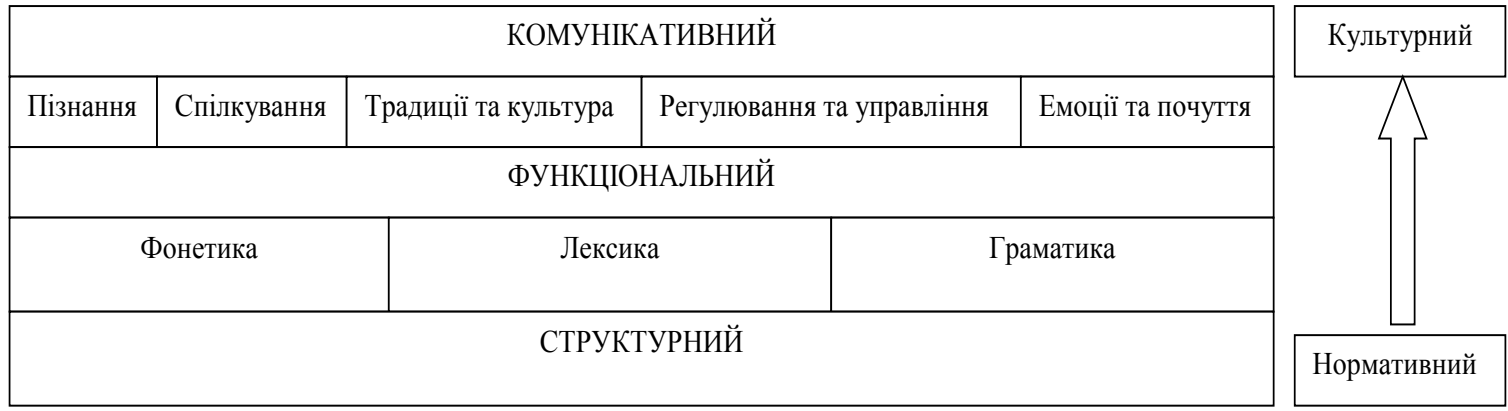 КОМУНІКАТИВНИЙ
Культурний
Пізнання Спілкування Традиції та культура Регулювання та управління Емоції та почуття
ФУНКЦІОНАЛЬНИЙ
Фонетика Лексика Граматика
СТРУКТУРНИЙ
Нормативний